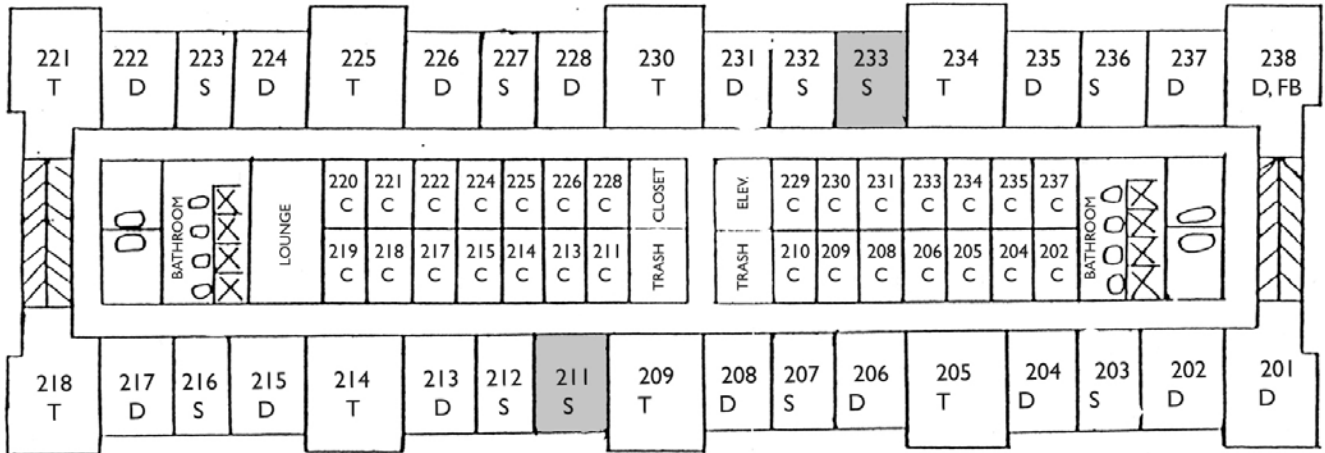 221 222 223 224 225 226 227 228 230 231 232 233 234 235 236 237 238
T D S D T D S D T D S S T D S D D, FB
BATHROOM LOUNGE 220 221 222 224 225 226 228 TRASH CLOSET ELEV. 229 230 231 233 234 235 237 BATHROOM
C C C C C C C C C C C C C C
219 218 217 215 214 213 211 TRASH 210 209 208 206 205 204 202
C C C C C C C C C C C C C C
218 217 216 215 214 213 212 211 209 208 207 206 205 204 203 202 201
T D S D T D S S T D S D T D S D D